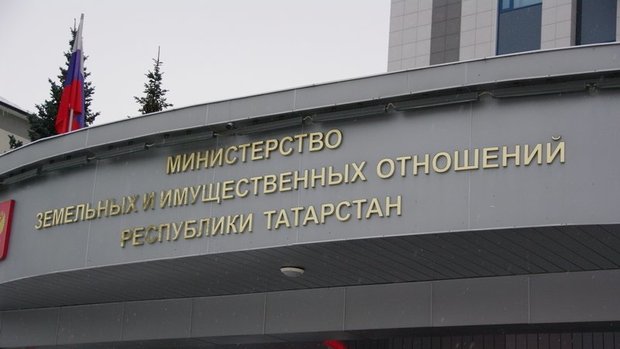 МИНИСТЕРСТВО
ЗЕМЕЛЬНЫХ И ИМУЩЕСТВЕННЫХ ОТНОШЕНИЙ
РЕСПУБЛИКИ ТАТАРСТАН